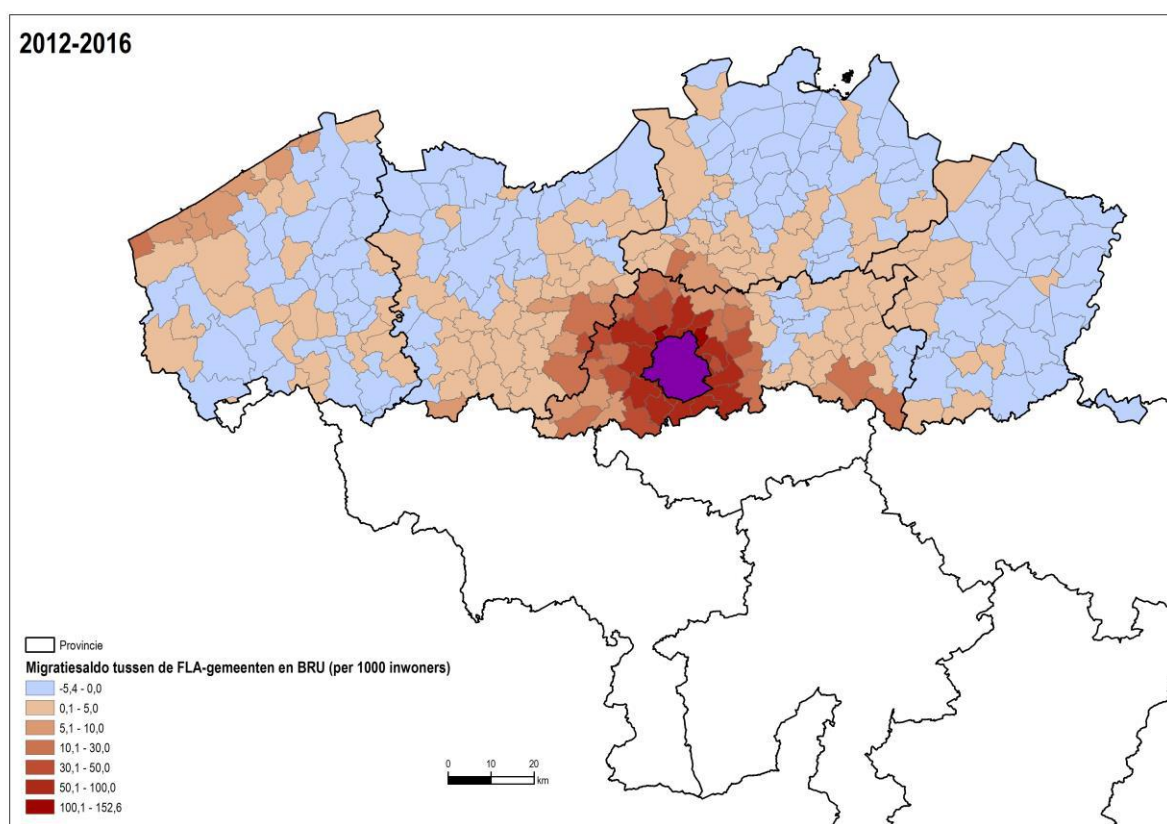 2012-2016
Provincie
Migratiesaldo tussen de FLA-gemeenten en BRU (per 1000 inwoners)
-5,4 - 0,0
0,1 - 5,0
5,1 - 10,0
10,1 - 30,0
30,1 - 50,0
50,1 - 100,0
100,1 - 152,6
0 10 20
km